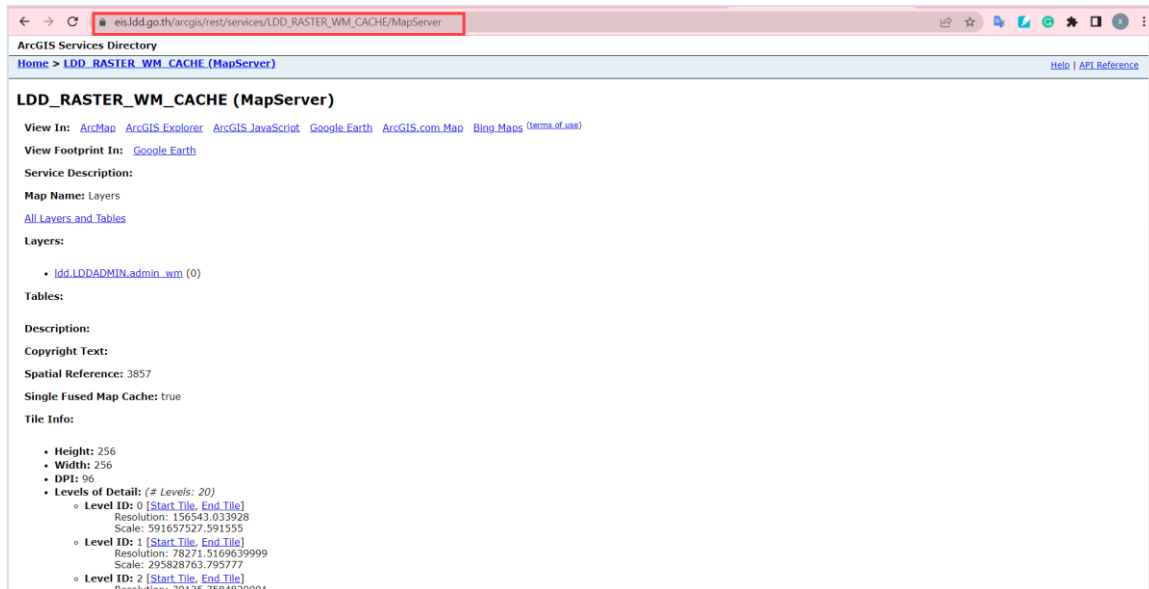 eis.ldd.go.th/arcgis/rest/services/LDD_RASTER_WM_CACHE/MapServer
ArcGIS Services Directory
Home > LDD_RASTER_WM_CACHE (MapServer)
Help | API Reference
LDD_RASTER_WM_CACHE (MapServer)
View In: ArcMap ArcGIS Explorer ArcGIS JavaScript Google Earth ArcGIS.com Map Bing Maps (terms of use)
View Footprint In: Google Earth
Service Description:
Map Name: Layers
All Layers and Tables
Layers:
• ldd.LDDADMIN.admin_wm (0)
Tables:
Description:
Copyright Text:
Spatial Reference: 3857
Single Fused Map Cache: true
Tile Info:
• Height: 256
• Width: 256
• DPI: 96
• Levels of Detail: (# Levels: 20)
Level ID: 0 [Start Tile, End Tile]
Resolution: 156543.033928
Scale: 591657527.591555
Level ID: 1 [Start Tile, End Tile]
Resolution: 78271.5169639999
Scale: 295828763.795777
Level ID: 2 [Start Tile, End Tile]